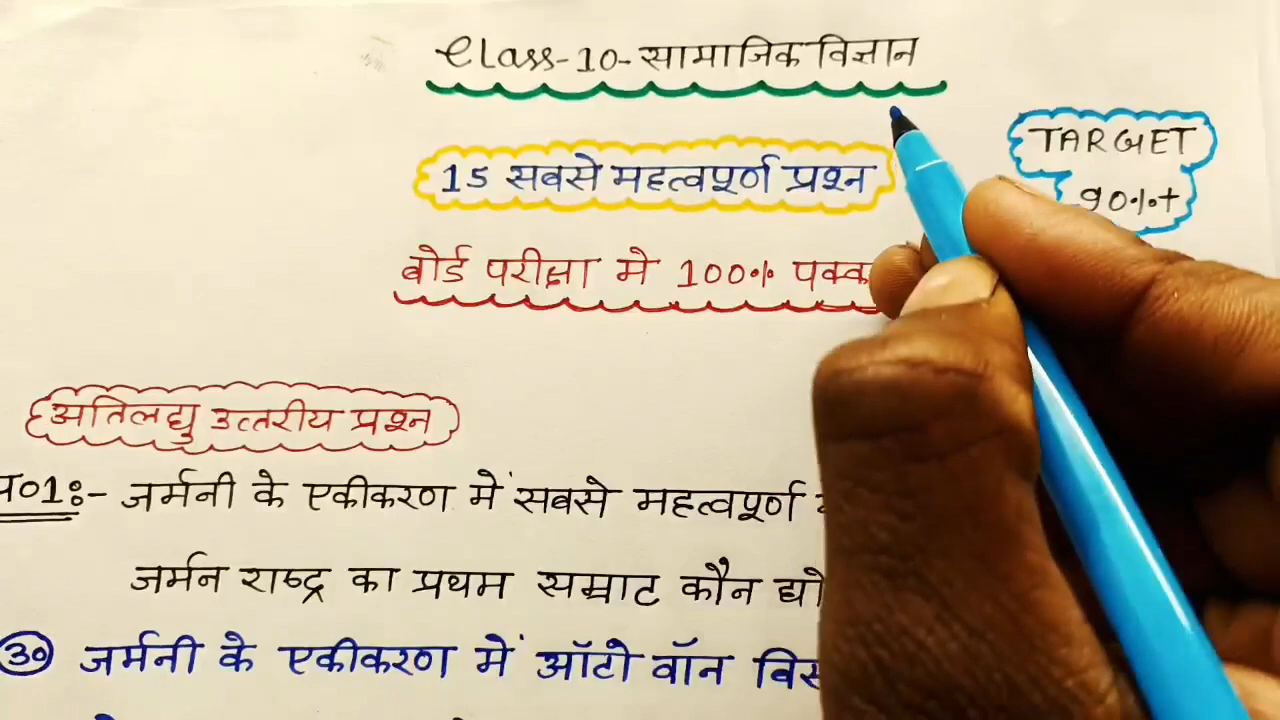 Class-10-सामाजिक विज्ञान
TARGET
90%+
15 सबसे महत्वपूर्ण प्रश्न
बोर्ड परीक्षा मे 100% पक्क
अतिलघु उत्तरीय प्रश्न
प्र01:- जर्मनी के एकीकरण में सबसे महत्वपूर्ण
जर्मन राष्ट्र का प्रथम सम्राट कौन
उ० जर्मनी के एकीकरण में ऑटो वॉन